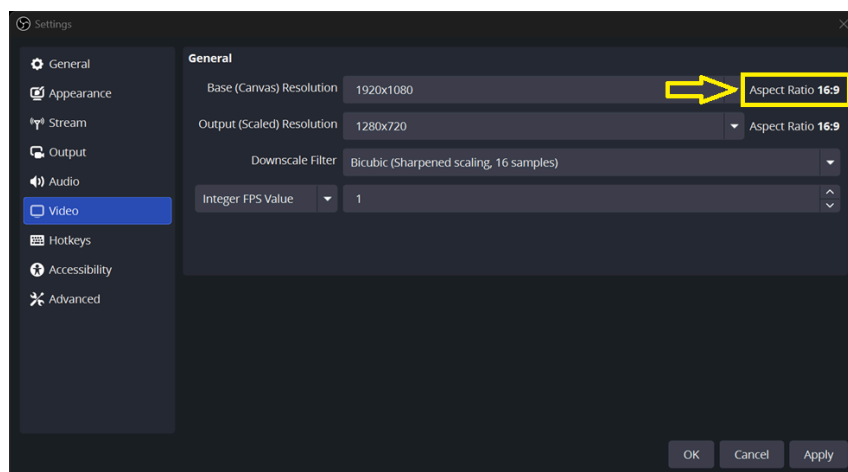 Settings
General
Appearance
Stream
Output
Audio
Video
Hotkeys
Accessibility
Advanced
General
Base (Canvas) Resolution 1920x1080 Aspect Ratio 16:9
Output (Scaled) Resolution 1280x720 Aspect Ratio 16:9
Downscale Filter Bicubic (Sharpened scaling, 16 samples)
Integer FPS Value 1
OK Cancel Apply